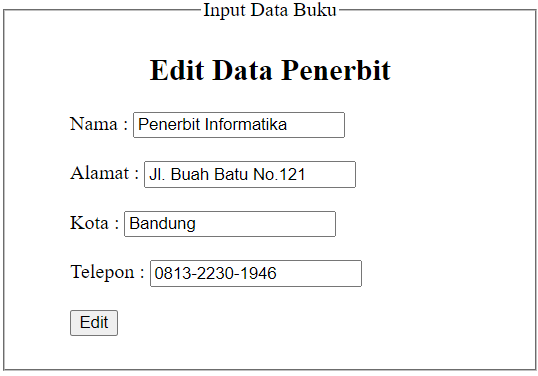 Input Data Buku
Edit Data Penerbit
Nama : Penerbit Informatika
Alamat : Jl. Buah Batu No.121
Kota : Bandung
Telepon : 0813-2230-1946
Edit